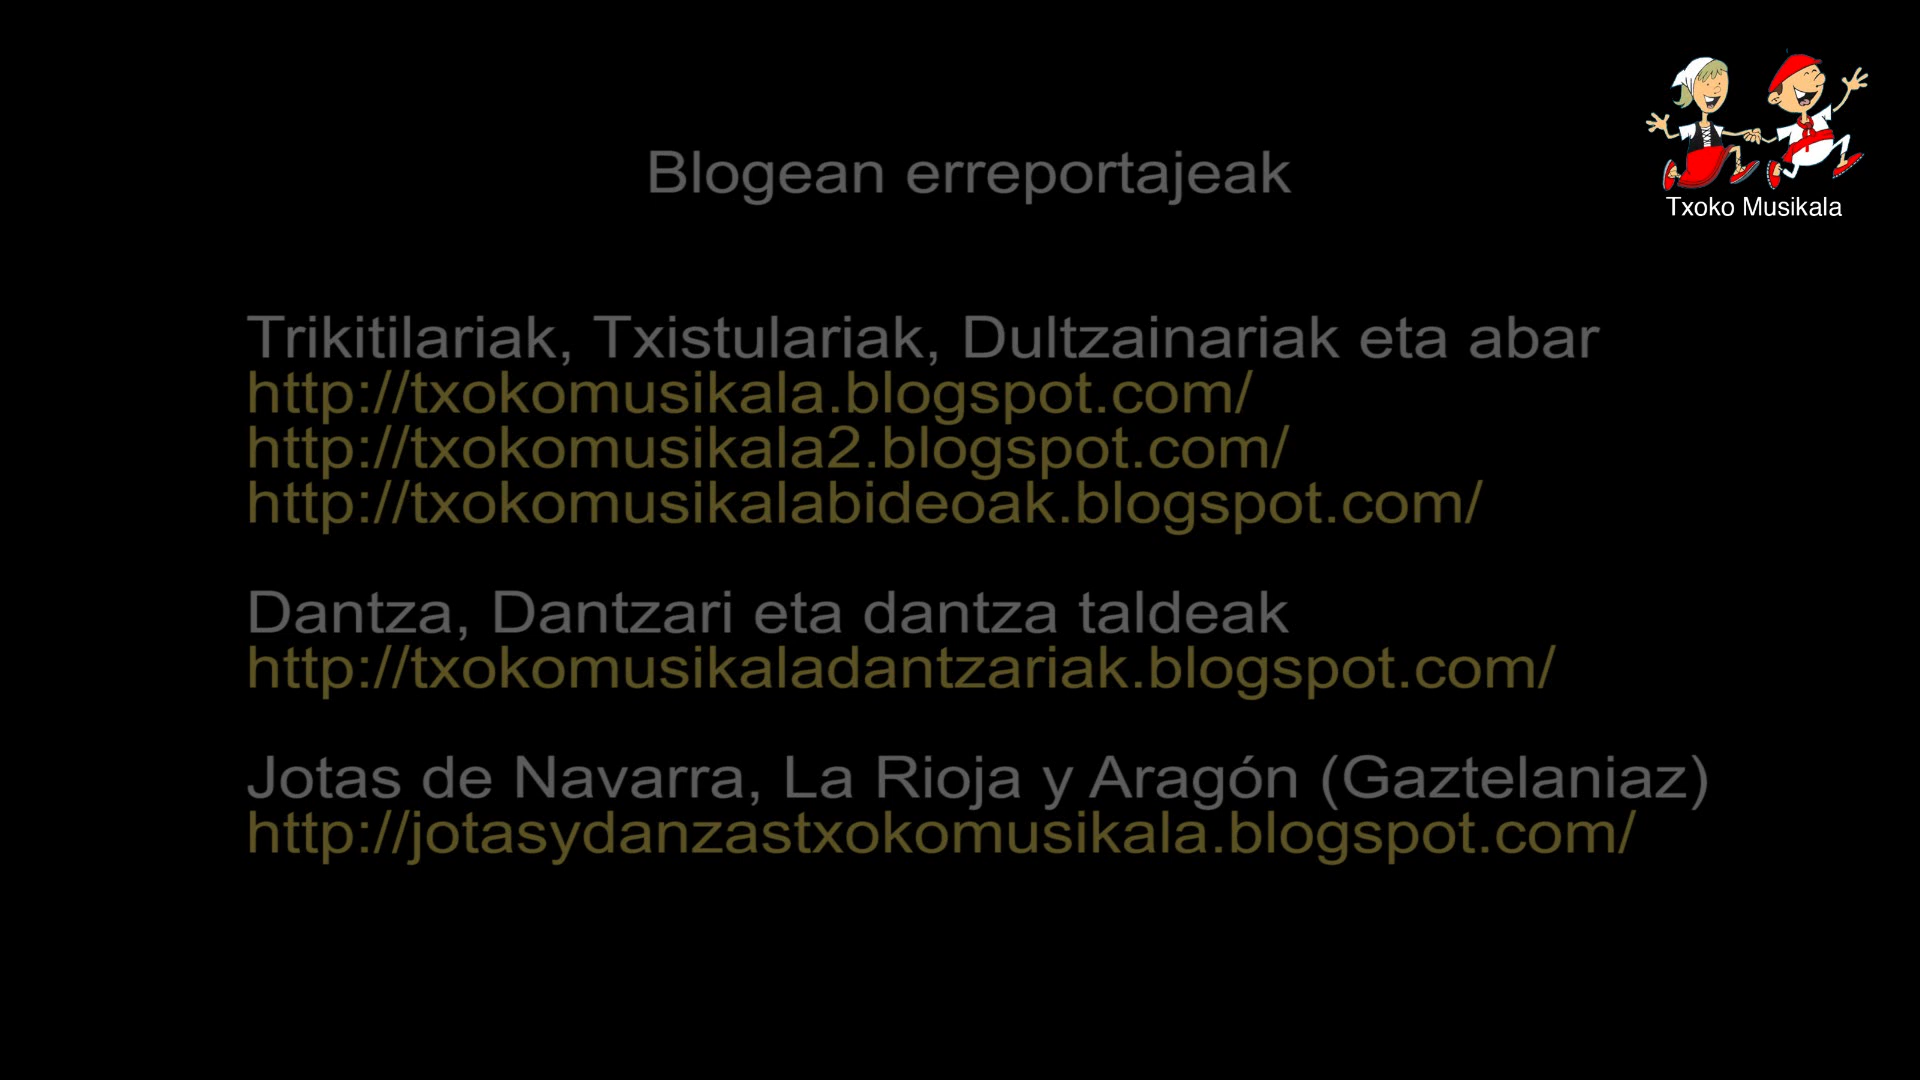 Txoko Musikala
Blogean erreportajeak
Trikitilariak, Txistulariak, Dultzainariak eta abar
http://txokomusikala.blogspot.com/
http://txokomusikala2.blogspot.com/
http://txokomusikalabideoak.blogspot.com/
Dantza, Dantzari eta dantza taldeak
http://txokomusikaladantzariak.blogspot.com/
Jotas de Navarra, La Rioja y Aragón (Gaztelaniaz)
http://jotasydanzastxokomusikala.blogspot.com/